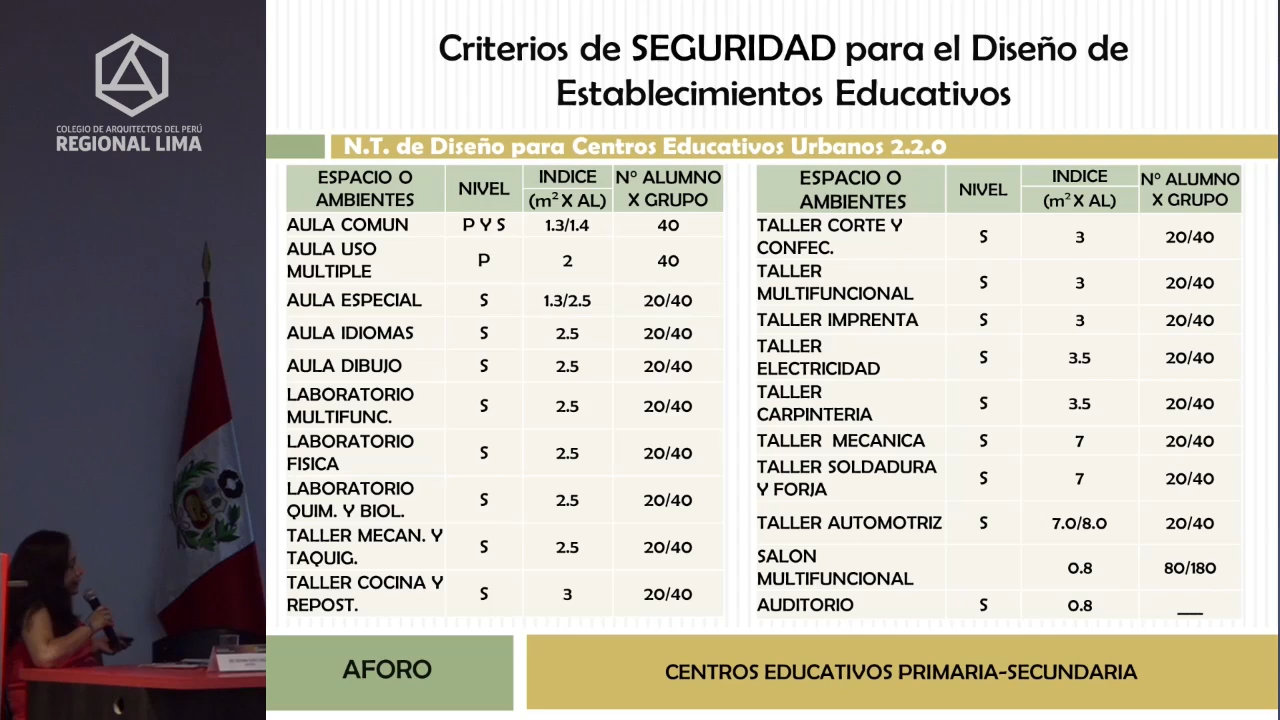 COLEGIO DE ARQUITECTOS DEL PERÚ
REGIONAL LIMA
Criterios de SEGURIDAD para el Diseño de
Establecimientos Educativos
N.T. de Diseño para Centros Educativos Urbanos 2.2.0
ESPACIO O AMBIENTES NIVEL INDICE (m² X AL) Nº ALUMNO X GRUPO
AULA COMUN P Y S 1.3/1.4 40
AULA USO MULTIPLE P 2 40
AULA ESPECIAL S 1.3/2.5 20/40
AULA IDIOMAS S 2.5 20/40
AULA DIBUJO S 2.5 20/40
LABORATORIO MULTIFUNC. S 2.5 20/40
LABORATORIO FISICA S 2.5 20/40
LABORATORIO QUIM. Y BIOL. S 2.5 20/40
TALLER MECAN. Y TAQUIG. S 2.5 20/40
TALLER COCINA Y REPOST. S 3 20/40
ESPACIO O AMBIENTES NIVEL INDICE (m² X AL) Nº ALUMNO X GRUPO
TALLER CORTE Y CONFEC. S 3 20/40
TALLER MULTIFUNCIONAL S 3 20/40
TALLER IMPRENTA S 3 20/40
TALLER ELECTRICIDAD S 3.5 20/40
TALLER CARPINTERIA S 3.5 20/40
TALLER MECANICA S 7 20/40
TALLER SOLDADURA Y FORJA S 7 20/40
TALLER AUTOMOTRIZ S 7.0/8.0 20/40
SALON MULTIFUNCIONAL 0.8 80/180
AUDITORIO S 0.8 __
AFORO
CENTROS EDUCATIVOS PRIMARIA-SECUNDARIA